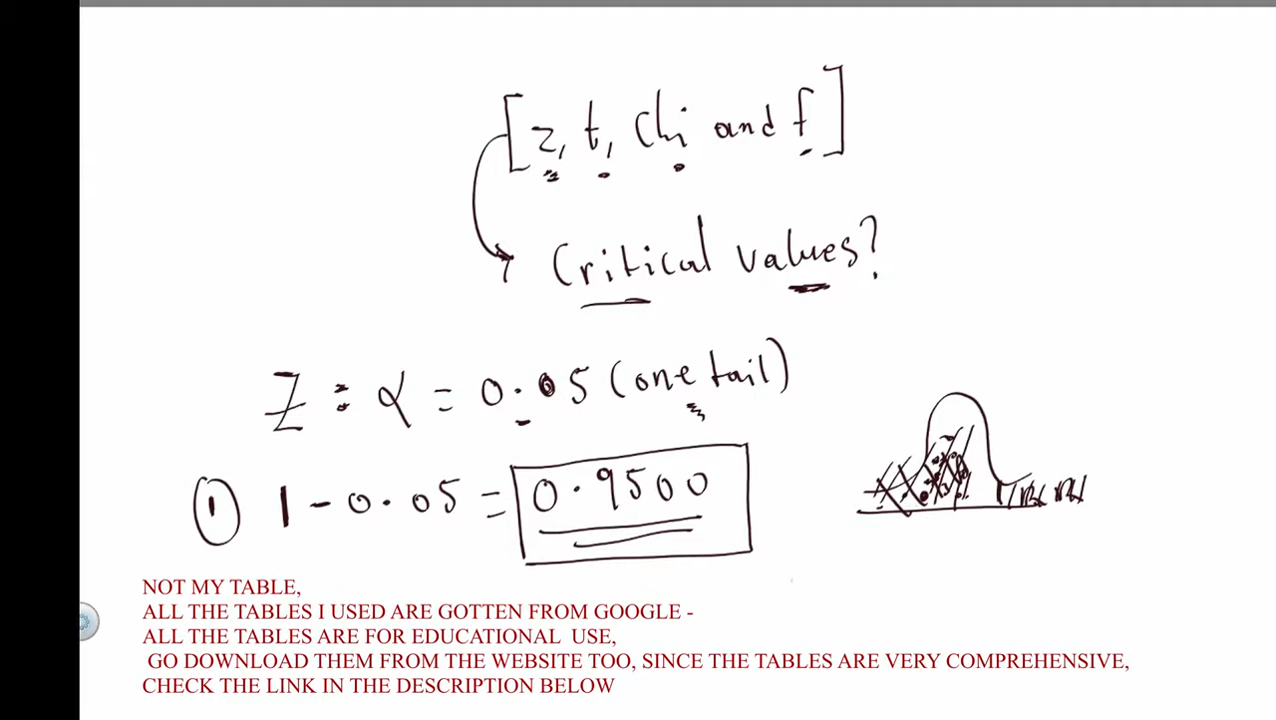 [z, t, Chi and f]
Critical values?
Z : α = 0.05 (one tail)
① 1 - 0.05 = 0.9500
NOT MY TABLE,
ALL THE TABLES I USED ARE GOTTEN FROM GOOGLE -
ALL THE TABLES ARE FOR EDUCATIONAL USE,
GO DOWNLOAD THEM FROM THE WEBSITE TOO, SINCE THE TABLES ARE VERY COMPREHENSIVE,
CHECK THE LINK IN THE DESCRIPTION BELOW